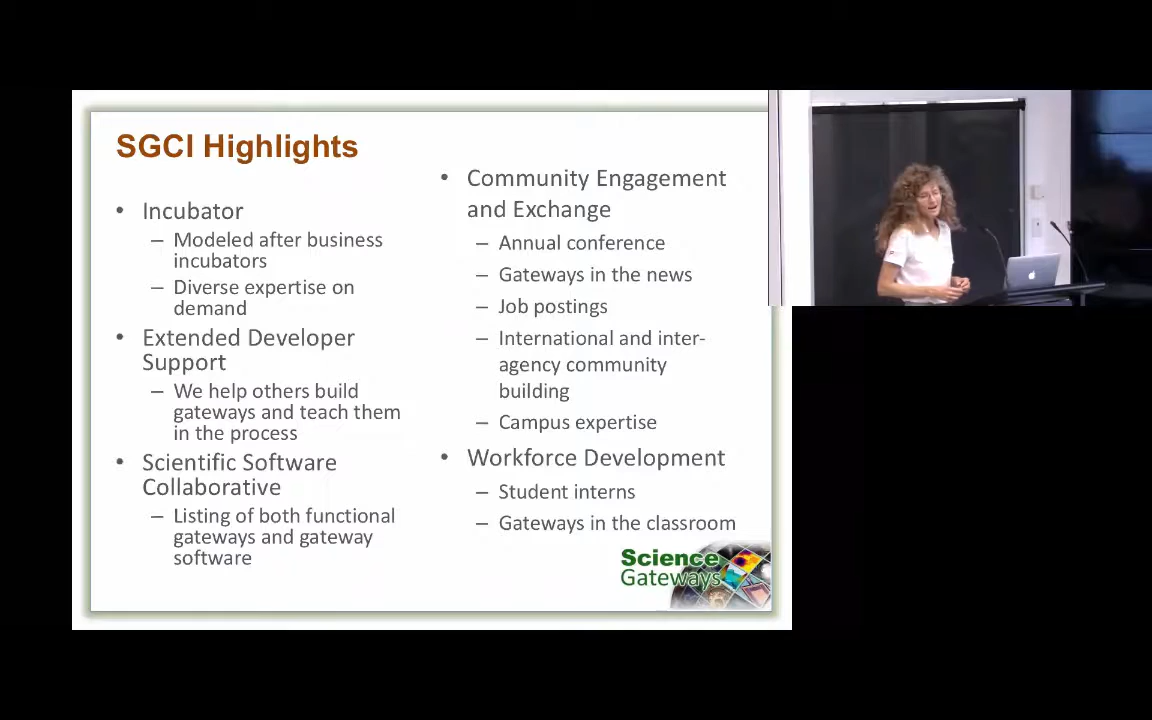 SGCI Highlights
• Incubator
– Modeled after business
incubators
– Diverse expertise on
demand
• Extended Developer
Support
– We help others build
gateways and teach them
in the process
• Scientific Software
Collaborative
– Listing of both functional
gateways and gateway
software
• Community Engagement
and Exchange
– Annual conference
– Gateways in the news
– Job postings
– International and inter-
agency community
building
– Campus expertise
• Workforce Development
– Student interns
– Gateways in the classroom
Science
Gateways